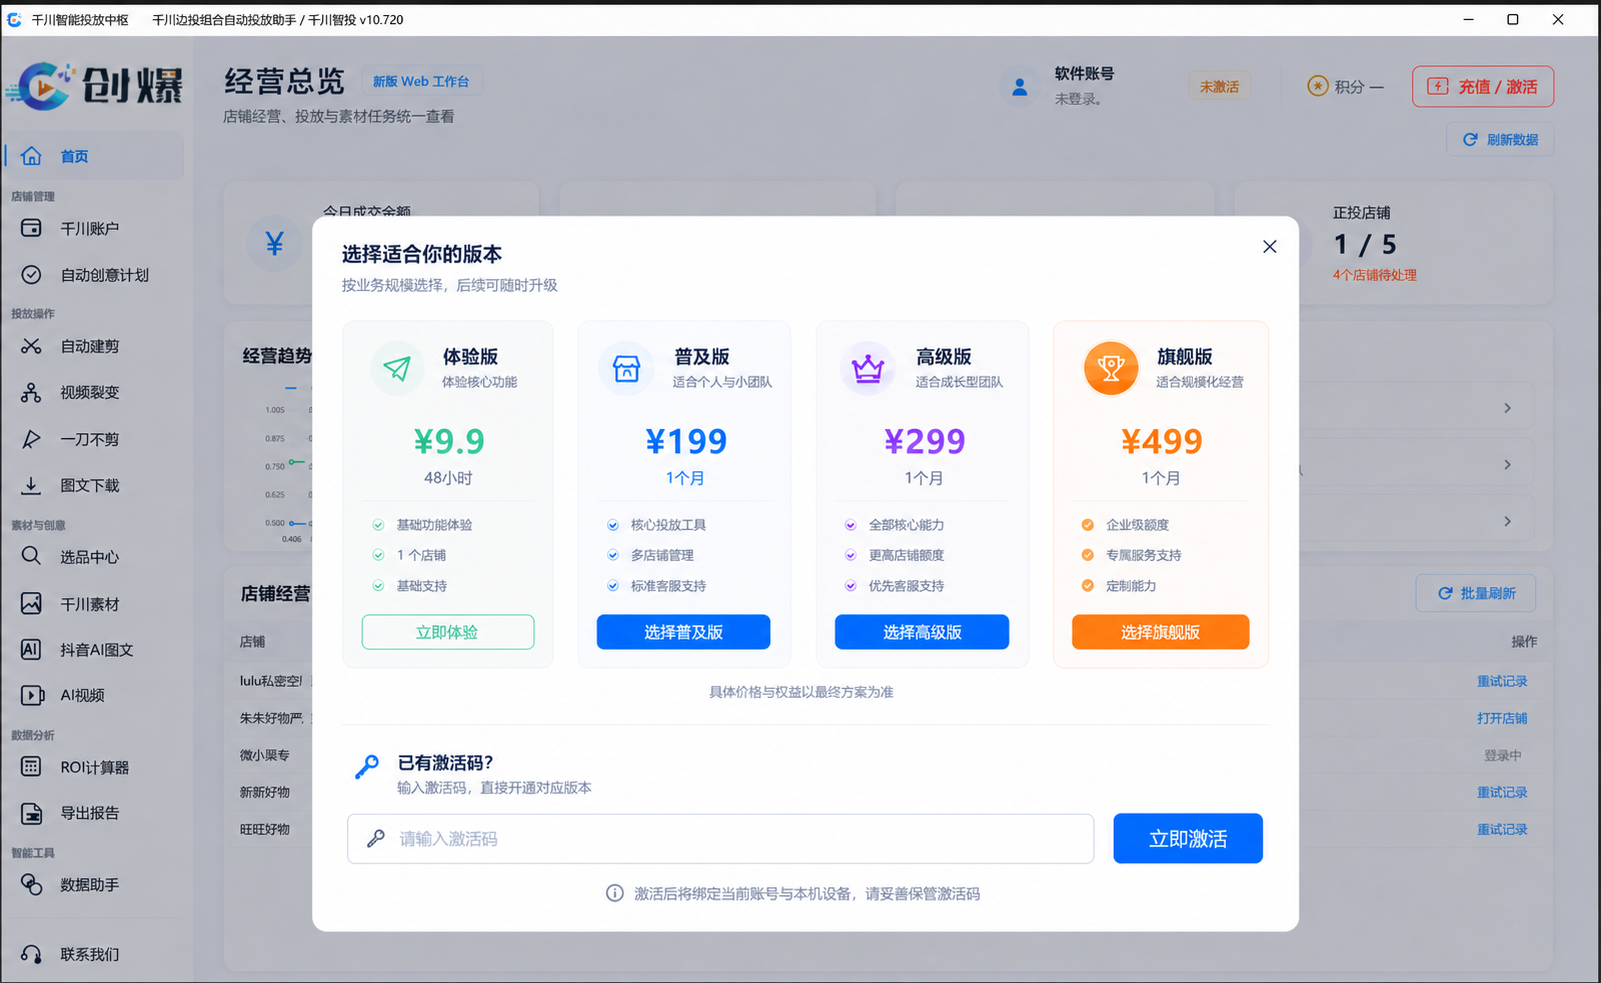 千川智能投放中枢
千川边投组合自动投放助手 / 千川智投 v10.720
创爆
首页
店铺管理
千川账户
自动创意计划
投放操作
自动建剪
视频裂变
一刀不剪
图文下载
素材与创意
选品中心
千川素材
抖音AI图文
AI视频
数据分析
ROI计算器
导出报告
智能工具
数据助手
联系我们
经营总览
新版 Web 工作台
店铺经营、投放与素材任务统一查看
软件账号
未登录。
未激活
积分 —
充值 / 激活
刷新数据
¥
今日成交金额
正投店铺
1 / 5
4个店铺待处理
经营趋势
1.005
0.875
0.750
0.625
0.500
0.406
店铺经营
批量刷新
店铺
操作
lulu私密空
重试记录
朱朱好物严
打开店铺
微小渠专
登录中
新新好物
重试记录
旺旺好物
重试记录
选择适合你的版本
按业务规模选择，后续可随时升级
体验版
体验核心功能
¥9.9
48小时
基础功能体验
1 个店铺
基础支持
立即体验
普及版
适合个人与小团队
¥199
1个月
核心投放工具
多店铺管理
标准客服支持
选择普及版
高级版
适合成长型团队
¥299
1个月
全部核心能力
更高店铺额度
优先客服支持
选择高级版
旗舰版
适合规模化经营
¥499
1个月
企业级额度
专属服务支持
定制能力
选择旗舰版
具体价格与权益以最终方案为准
已有激活码？
输入激活码，直接开通对应版本
请输入激活码
立即激活
激活后将绑定当前账号与本机设备，请妥善保管激活码